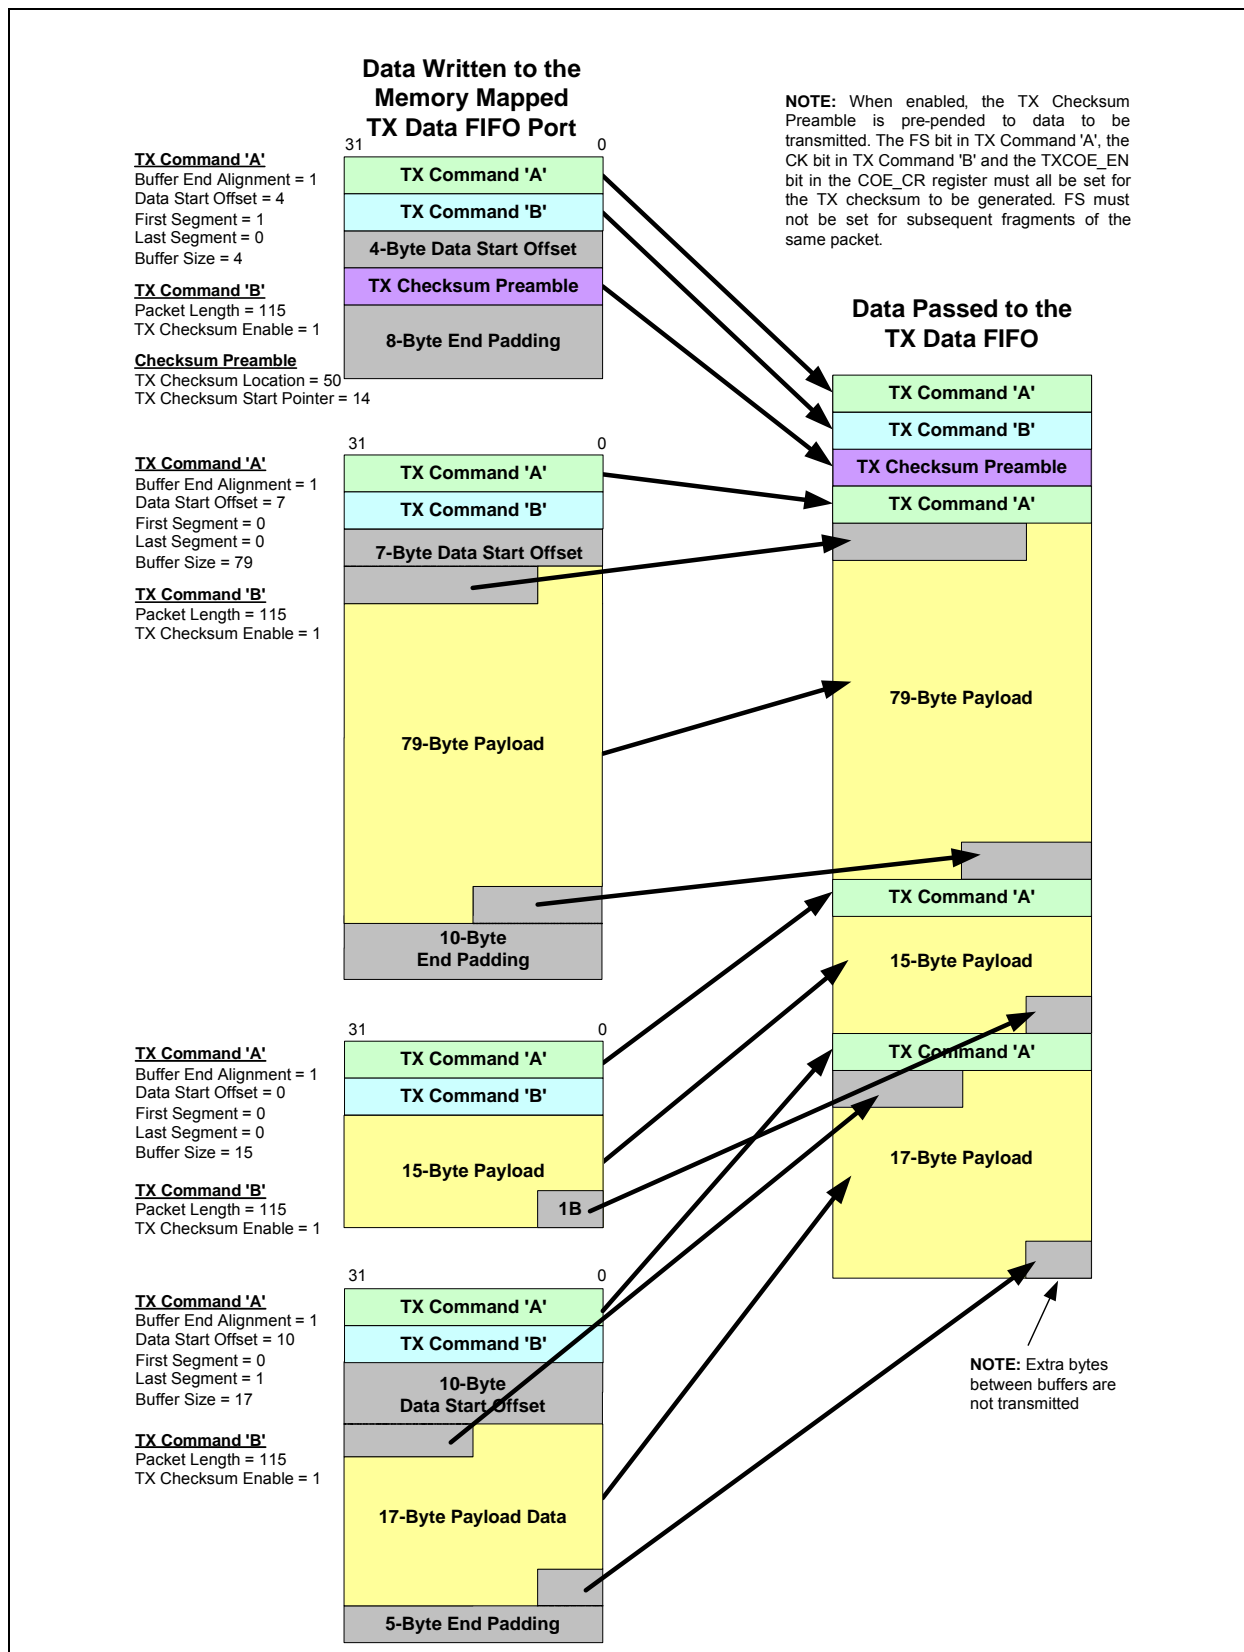 Data Written to the
Memory Mapped
TX Data FIFO Port
NOTE: When enabled, the TX Checksum
Preamble is pre-pended to data to be
transmitted. The FS bit in TX Command 'A', the
CK bit in TX Command 'B' and the TXCOE_EN
bit in the COE_CR register must all be set for
the TX checksum to be generated. FS must
not be set for subsequent fragments of the
same packet.
31 0
TX Command 'A'
Buffer End Alignment = 1
Data Start Offset = 4
First Segment = 1
Last Segment = 0
Buffer Size = 4
TX Command 'B'
Packet Length = 115
TX Checksum Enable = 1
Checksum Preamble
TX Checksum Location = 50
TX Checksum Start Pointer = 14
TX Command 'A'
TX Command 'B'
4-Byte Data Start Offset
TX Checksum Preamble
8-Byte End Padding
31 0
TX Command 'A'
Buffer End Alignment = 1
Data Start Offset = 7
First Segment = 0
Last Segment = 0
Buffer Size = 79
TX Command 'B'
Packet Length = 115
TX Checksum Enable = 1
TX Command 'A'
TX Command 'B'
7-Byte Data Start Offset
79-Byte Payload
10-Byte
End Padding
31 0
TX Command 'A'
Buffer End Alignment = 1
Data Start Offset = 0
First Segment = 0
Last Segment = 0
Buffer Size = 15
TX Command 'B'
Packet Length = 115
TX Checksum Enable = 1
TX Command 'A'
TX Command 'B'
15-Byte Payload
1B
31 0
TX Command 'A'
Buffer End Alignment = 1
Data Start Offset = 10
First Segment = 0
Last Segment = 1
Buffer Size = 17
TX Command 'B'
Packet Length = 115
TX Checksum Enable = 1
TX Command 'A'
TX Command 'B'
10-Byte
Data Start Offset
17-Byte Payload Data
5-Byte End Padding
Data Passed to the
TX Data FIFO
TX Command 'A'
TX Command 'B'
TX Checksum Preamble
TX Command 'A'
79-Byte Payload
TX Command 'A'
15-Byte Payload
TX Command 'A'
17-Byte Payload
NOTE: Extra bytes
between buffers are
not transmitted